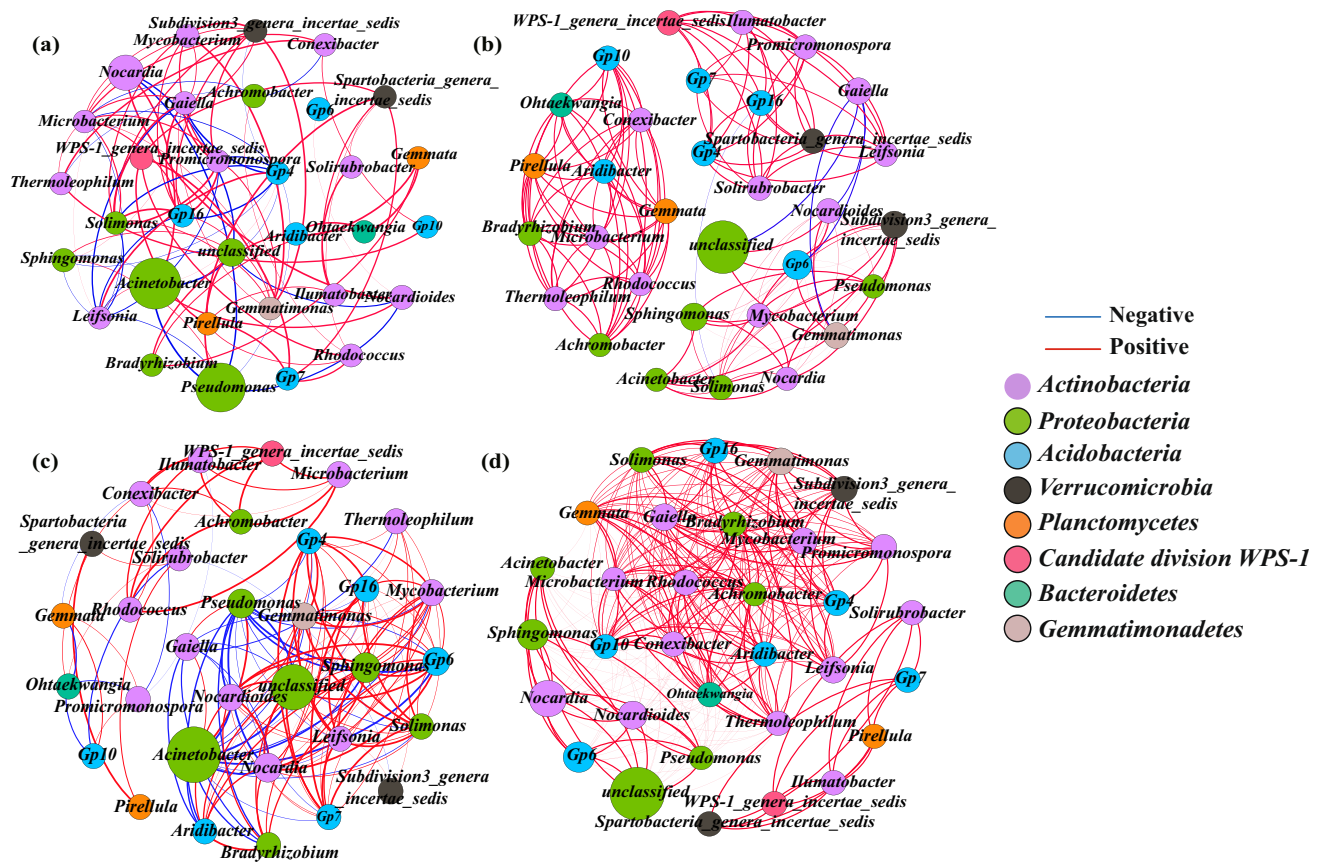 (a)
Subdivision3_genera_incertae_sedis
Mycobacterium
Conexibacter
Nocardia
Spartobacteria_genera_
incertae_sedis
Achromobacter
Gaiella
Gp6
Microbacterium
WPS-1_genera_incertae_sedis
Promicromonospora
Gemmata
Solirubrobacter
Gp4
Thermoleophilum
Gp16
Solimonas
Ohtaekwangia
Gp10
Aridibacter
unclassified
Sphingomonas
Acinetobacter
Ilumatobacter
Nocardioides
Gemmatimonas
Leifsonia
Pirellula
Rhodococcus
Bradyrhizobium
Gp7
Pseudomonas
(b)
WPS-1_genera_incertae_sedis
Ilumatobacter
Promicromonospora
Gp10
Gp7
Gaiella
Ohtaekwangia
Gp16
Conexibacter
Spartobacteria_genera_incertae_sedis
Gp4
Leifsonia
Pirellula
Aridibacter
Solirubrobacter
Gemmata
Nocardioides
Subdivision3_genera_
incertae_sedis
Bradyrhizobium
Microbacterium
unclassified
Gp6
Rhodococcus
Pseudomonas
Thermoleophilum
Sphingomonas
Mycobacterium
Gemmatimonas
Achromobacter
Acinetobacter
Solimonas
Nocardia
(c)
WPS-1_genera_incertae_sedis
Ilumatobacter
Microbacterium
Conexibacter
Achromobacter
Thermoleophilum
Spartobacteria
_genera_incertae_sedis
Gp4
Solirubrobacter
Gp16
Mycobacterium
Rhodococcus
Pseudomonas
Gemmata
Gemmatimonas
Gaiella
Sphingomonas
Gp6
Ohtaekwangia
unclassified
Promicromonospora
Nocardioides
Solimonas
Leifsonia
Gp10
Acinetobacter
Nocardia
Subdivision3_genera
_incertae_sedis
Pirellula
Gp7
Aridibacter
Bradyrhizobium
(d)
Gp16
Solimonas
Gemmatimonas
Subdivision3_genera_
incertae_sedis
Gemmata
Gaiella
Bradyrhizobium
Mycobacterium
Promicromonospora
Acinetobacter
Microbacterium
Rhodococcus
Achromobacter
Gp4
Solirubrobacter
Sphingomonas
Gp10
Conexibacter
Aridibacter
Leifsonia
Gp7
Ohtaekwangia
Nocardia
Nocardioides
Thermoleophilum
Pirellula
Gp6
Pseudomonas
unclassified
Ilumatobacter
WPS-1_genera_incertae_sedis
Spartobacteria_genera_incertae_sedis
Negative
Positive
Actinobacteria
Proteobacteria
Acidobacteria
Verrucomicrobia
Planctomycetes
Candidate division WPS-1
Bacteroidetes
Gemmatimonadetes